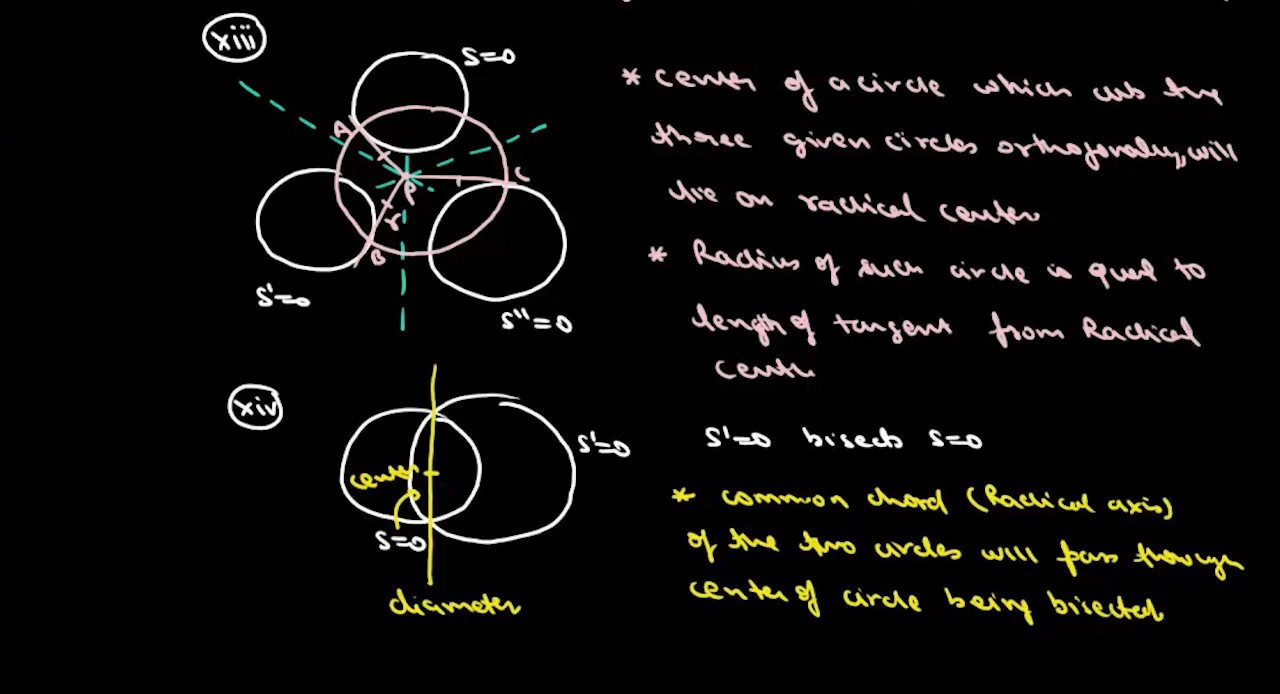 xiii
S=0
* center of a circle which cuts the
three given circles orthogonally, will
lie on radical center
A
P
C
r
B
* Radius of such circle is equal to
length of tangent from Radical
center
S'=0
S''=0
xiv
S'=0
S'=0 bisects S=0
center
* common chord (Radical axis)
of the two circles will pass through
center of circle being bisected
S=0
diameter